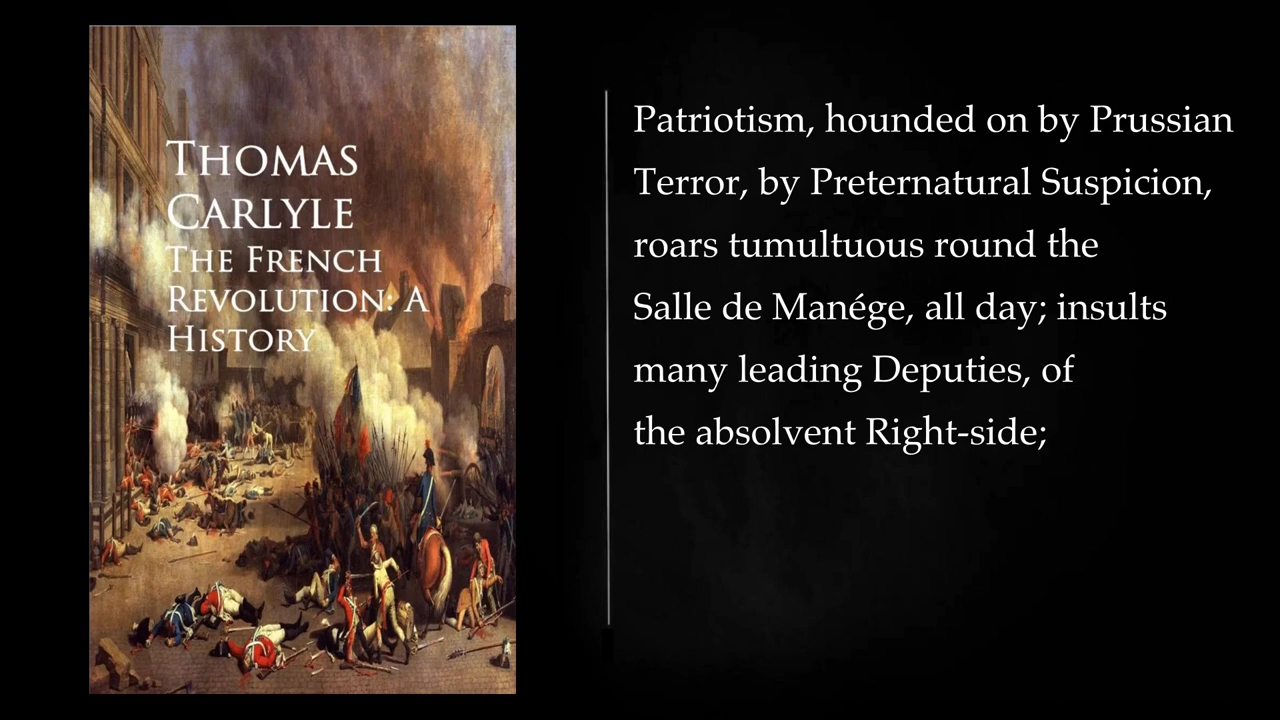 THOMAS
CARLYLE
THE FRENCH
REVOLUTION: A
HISTORY
Patriotism, hounded on by Prussian
Terror, by Preternatural Suspicion,
roars tumultuous round the
Salle de Manége, all day; insults
many leading Deputies, of
the absolvent Right-side;